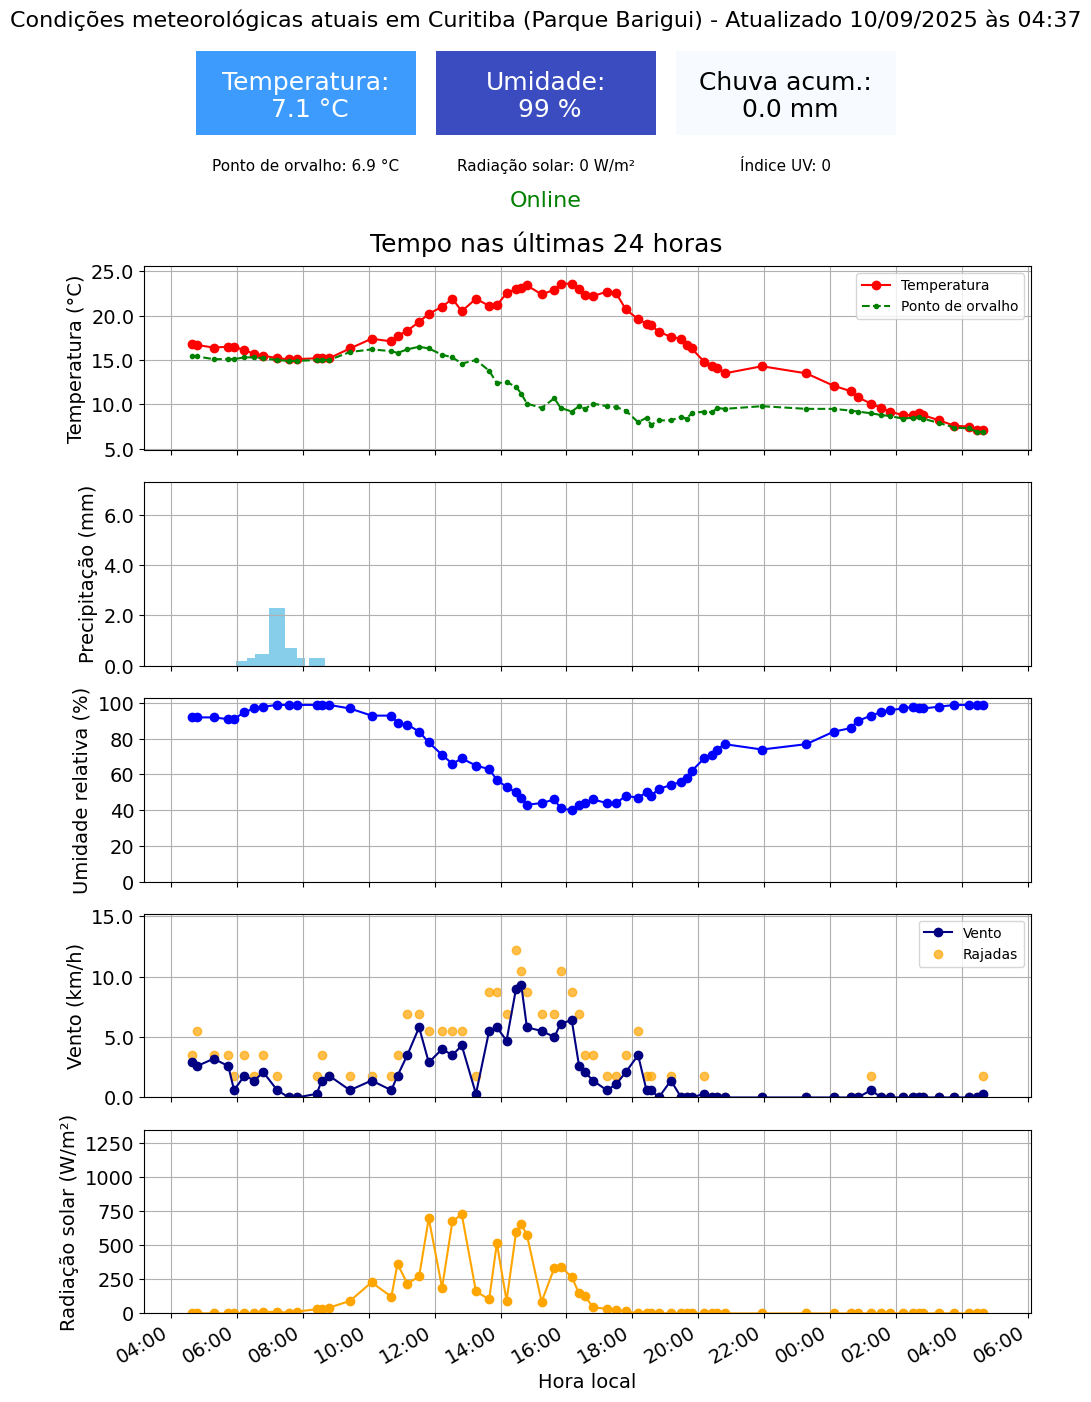 Condições meteorológicas atuais em Curitiba (Parque Barigui) - Atualizado 10/09/2025 às 04:37
Temperatura:
7.1 °C
Umidade:
99 %
Chuva acum.:
0.0 mm
Ponto de orvalho: 6.9 °C
Radiação solar: 0 W/m²
Índice UV: 0
Online
Tempo nas últimas 24 horas
Temperatura (°C)
25.0
20.0
15.0
10.0
5.0
Temperatura
Ponto de orvalho
Precipitação (mm)
6.0
4.0
2.0
0.0
Umidade relativa (%)
100
80
60
40
20
0
Vento (km/h)
15.0
10.0
5.0
0.0
Vento
Rajadas
Radiação solar (W/m²)
1250
1000
750
500
250
0
04:00
06:00
08:00
10:00
12:00
14:00
16:00
18:00
20:00
22:00
00:00
02:00
04:00
06:00
Hora local